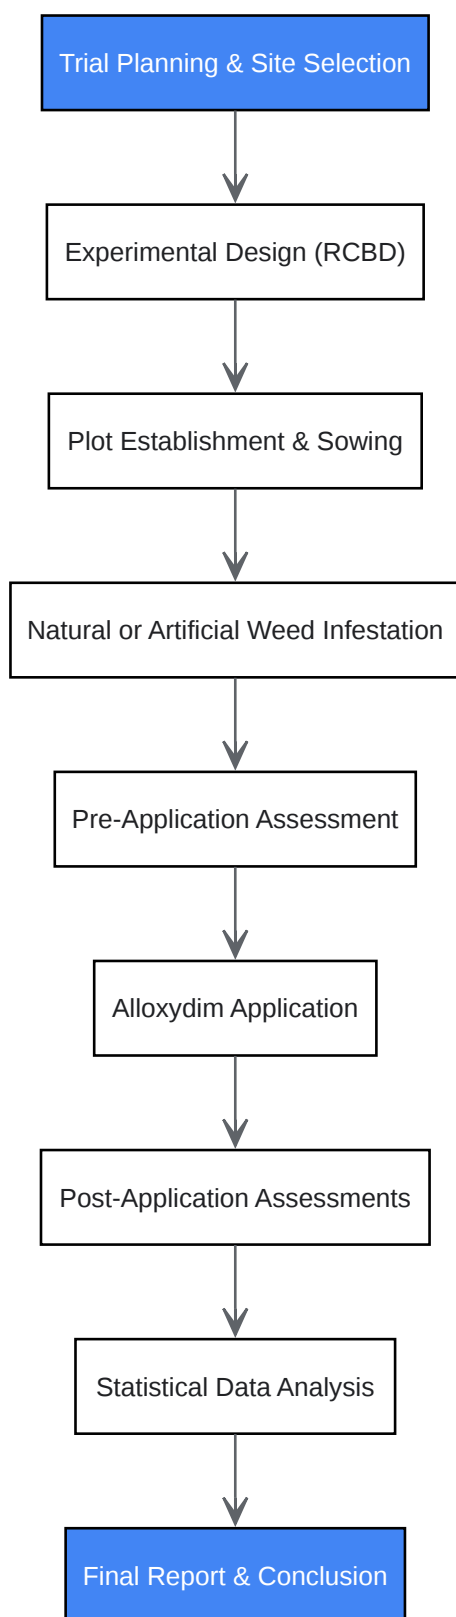 Trial Planning & Site Selection
Experimental Design (RCBD)
Plot Establishment & Sowing
Natural or Artificial Weed Infestation
Pre-Application Assessment
Alloxydim Application
Post-Application Assessments
Statistical Data Analysis
Final Report & Conclusion